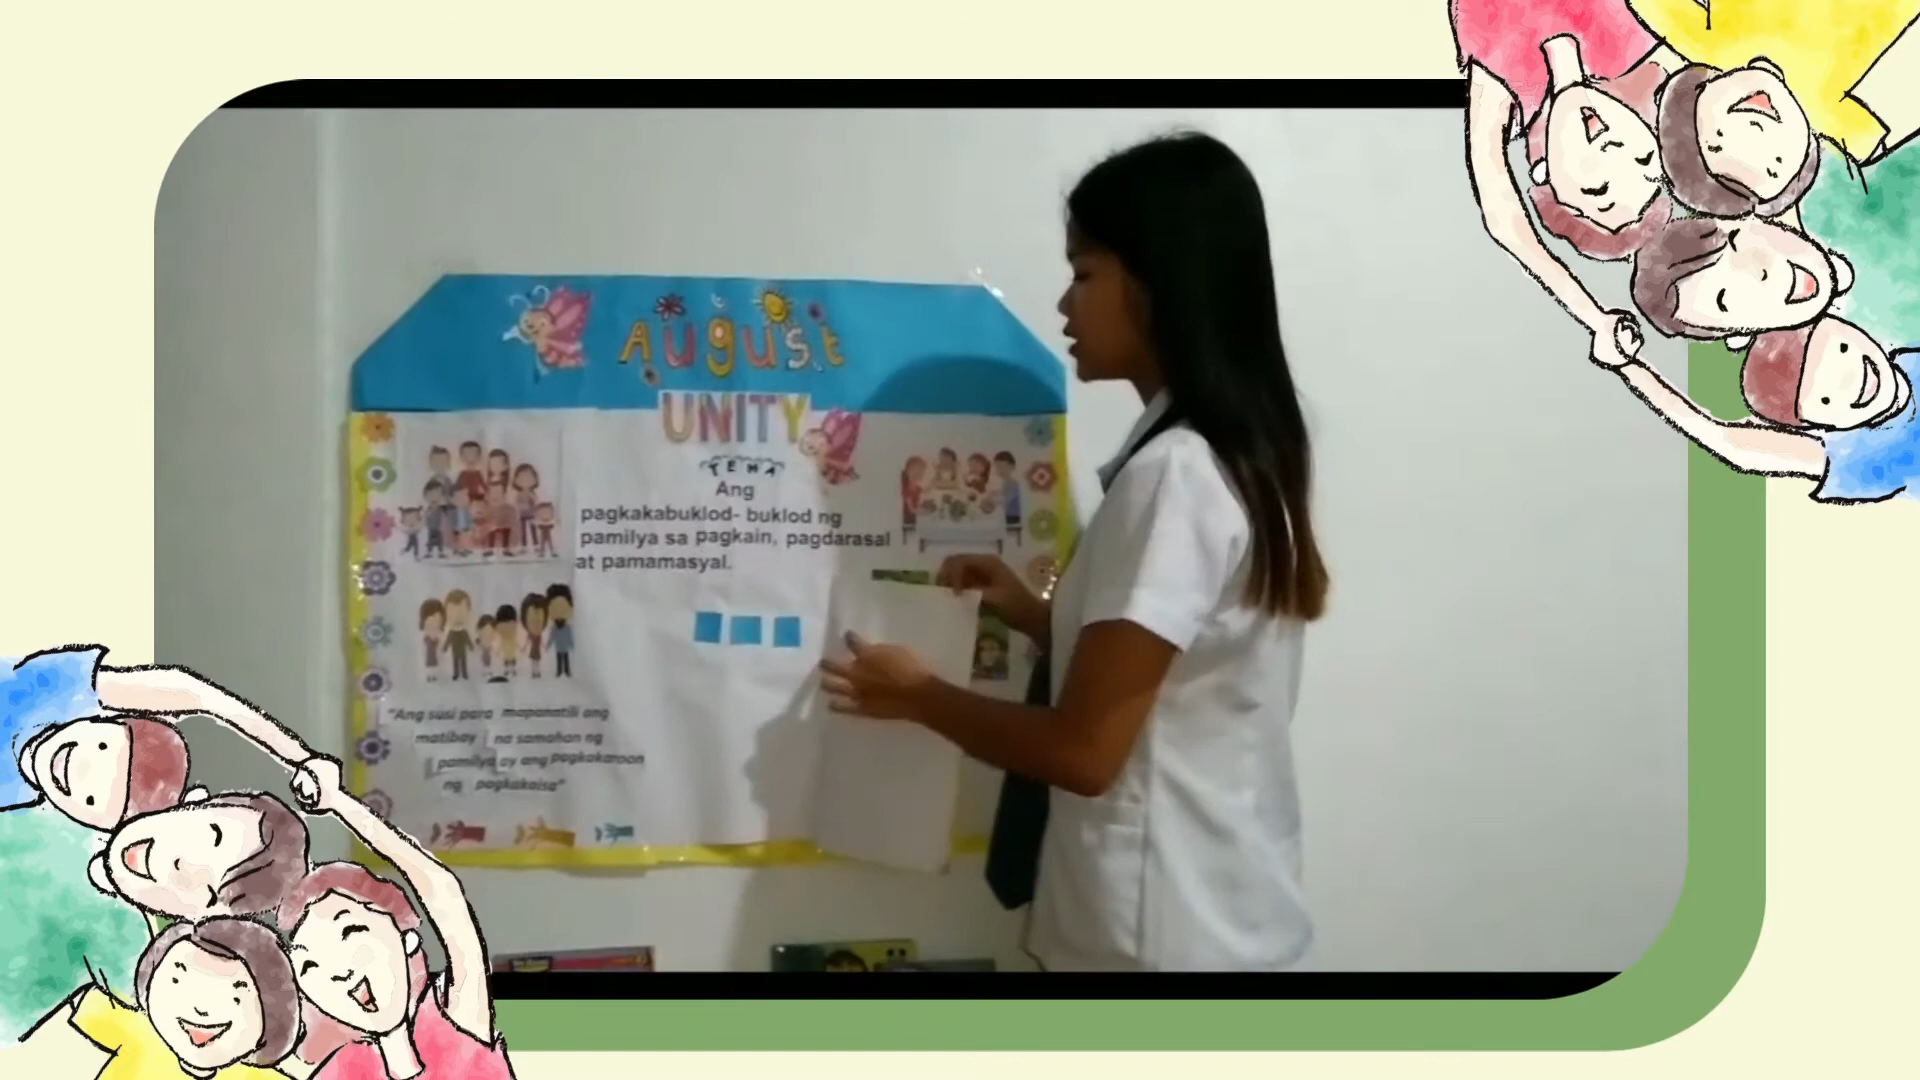 August
UNITY
TEMA
Ang
pagkakabuklod- buklod ng
pamilya sa pagkain, pagdarasal
at pamamasyal.
"Ang susi para mapanatili ang
matibay na samahan ng
pamilya ay ang pagkakaroon
ng pagkakaisa"